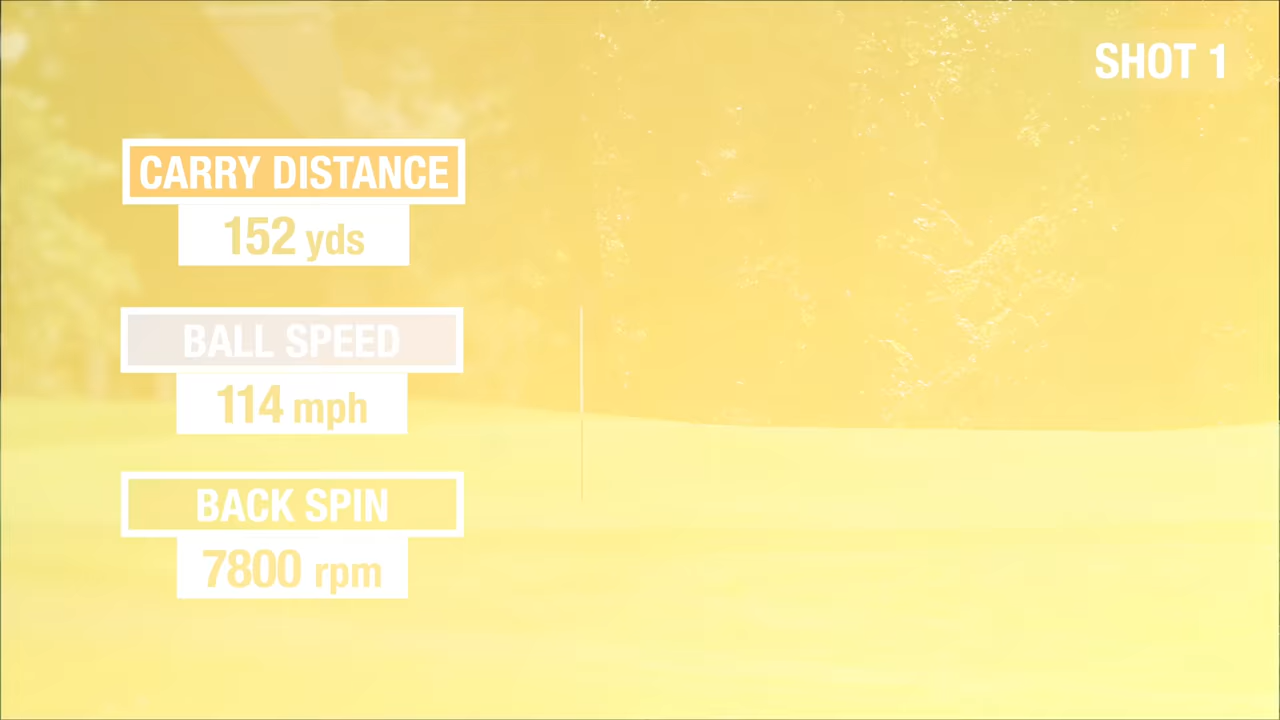 SHOT 1
CARRY DISTANCE
152 yds
BALL SPEED
114 mph
BACK SPIN
7800 rpm